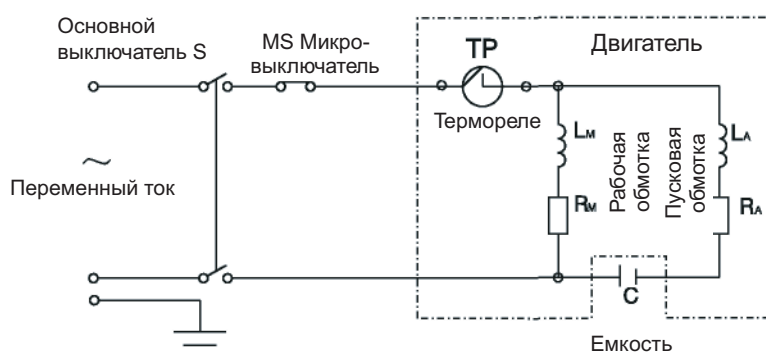 Основной
выключатель S
MS Микро-
выключатель
TP
Двигатель
Термореле
~
Переменный ток
LM
RM
Рабочая
обмотка
Пусковая
обмотка
LA
RA
C
Емкость